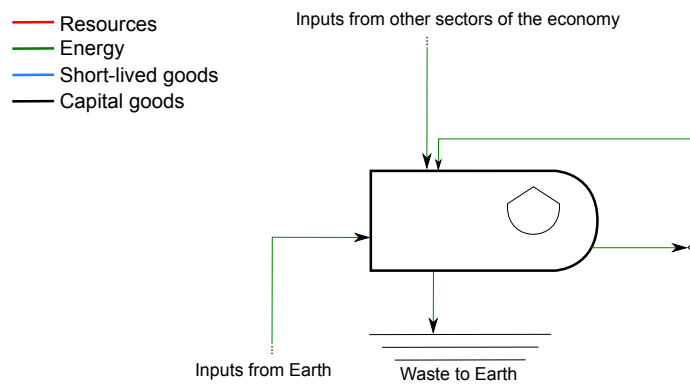 Inputs from other sectors of the economy
Resources
Energy
Short-lived goods
Capital goods
Inputs from Earth
Waste to Earth